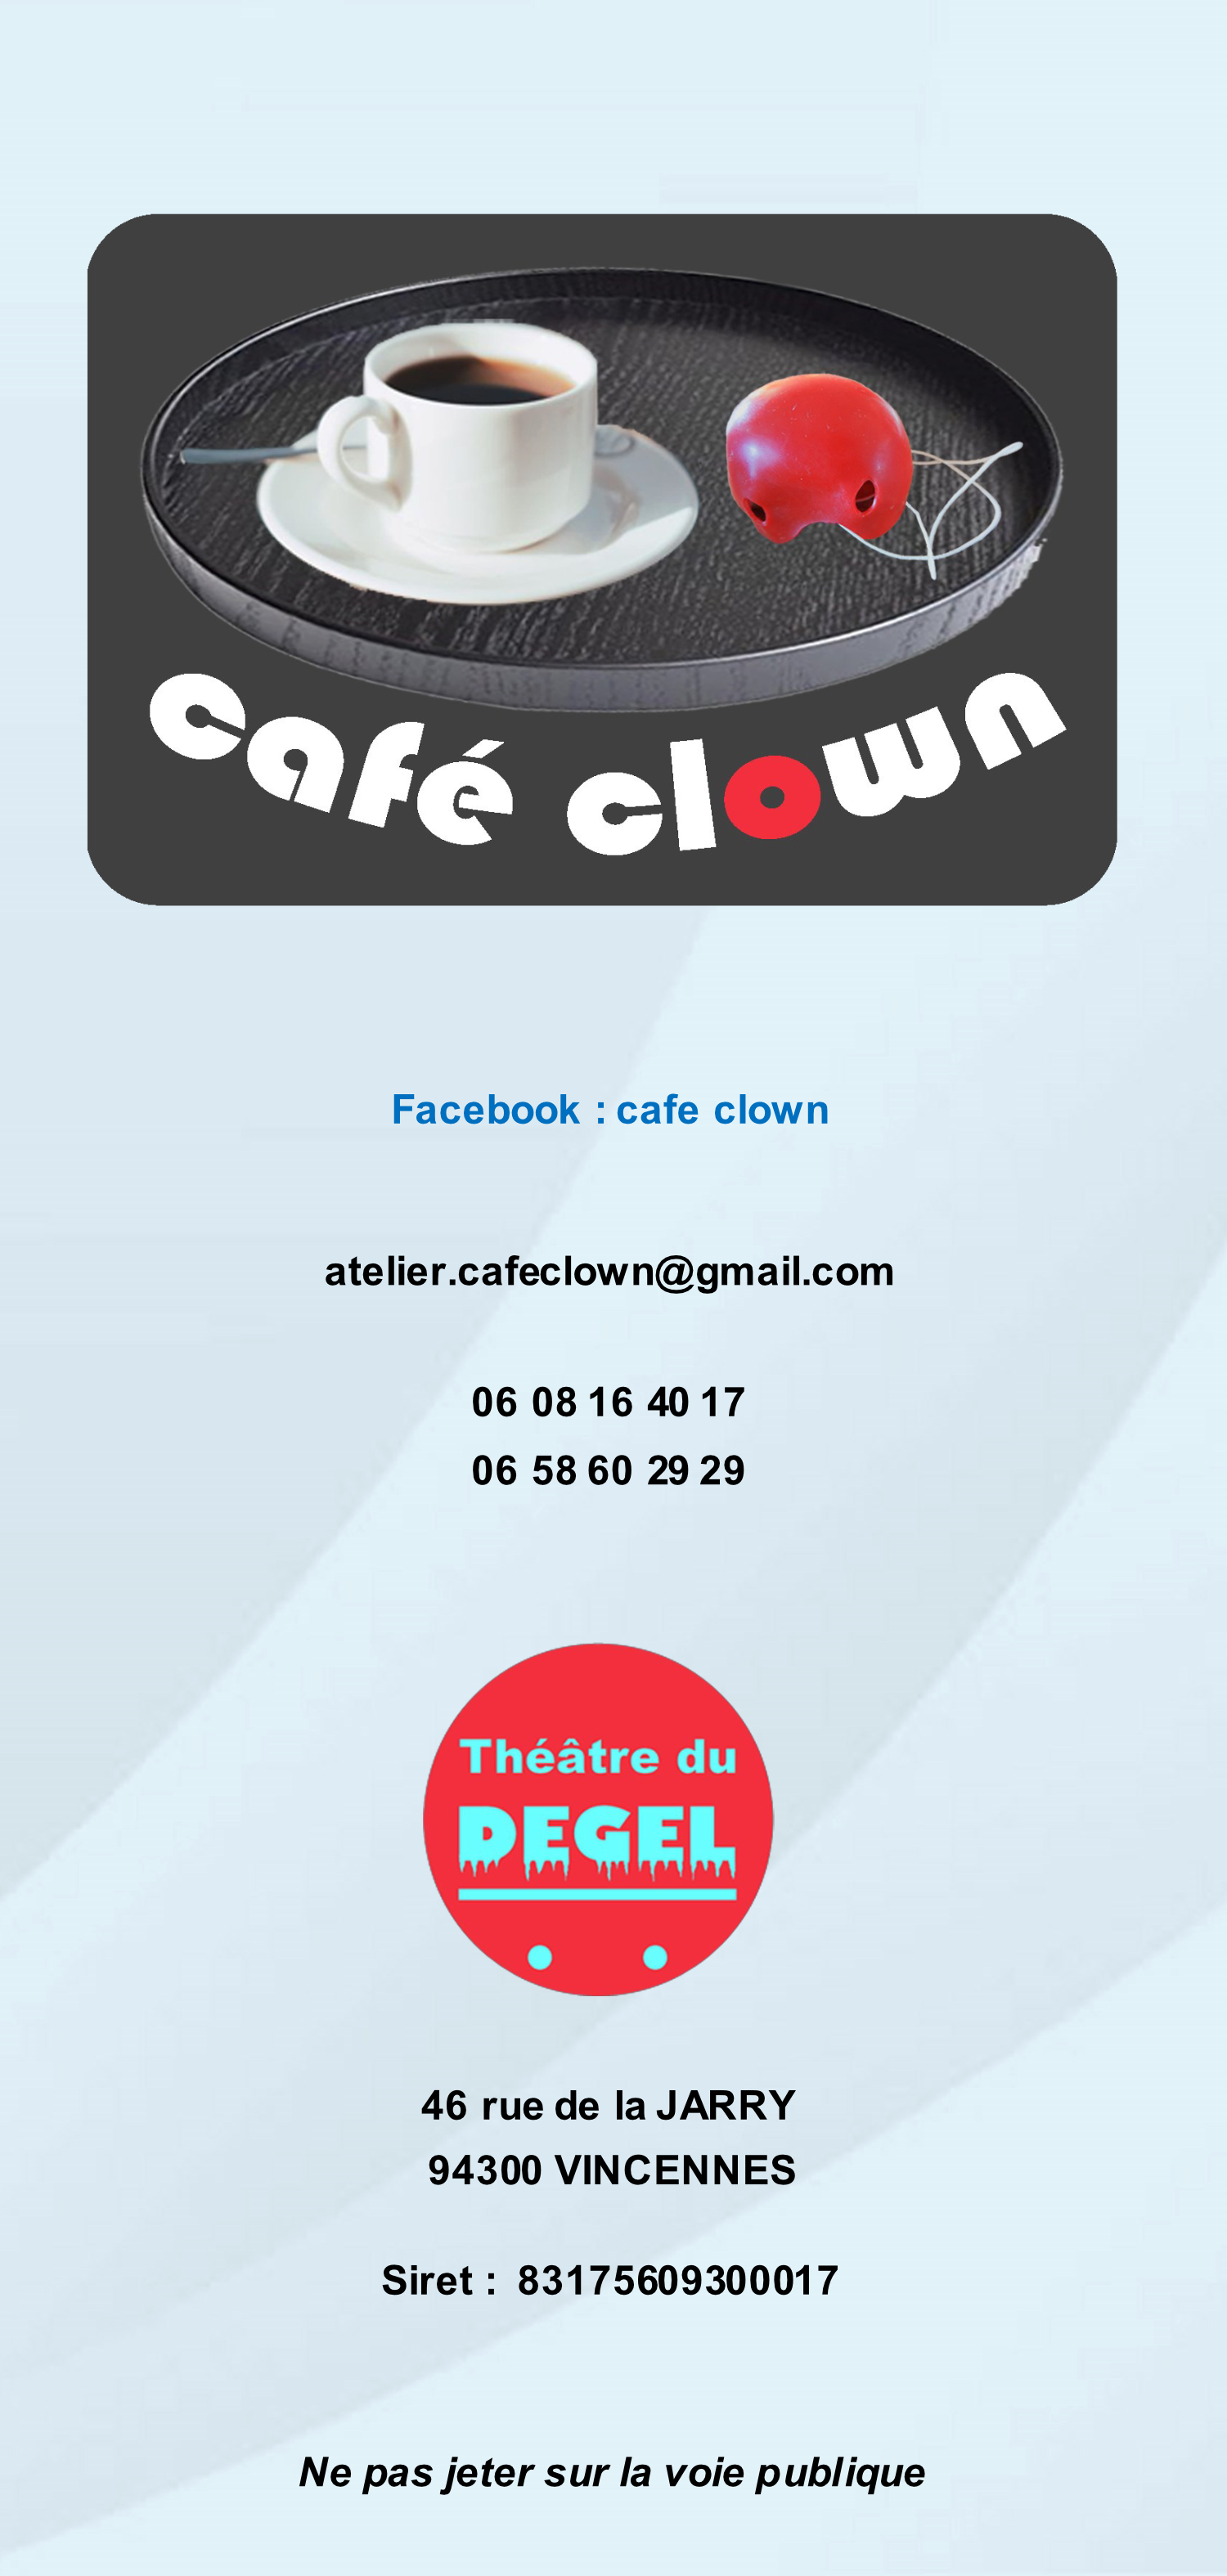 café clown
Facebook : cafe clown
atelier.cafeclown@gmail.com
06 08 16 40 17
06 58 60 29 29
Théâtre du
DEGEL
46 rue de la JARRY
94300 VINCENNES
Siret : 83175609300017
Ne pas jeter sur la voie publique